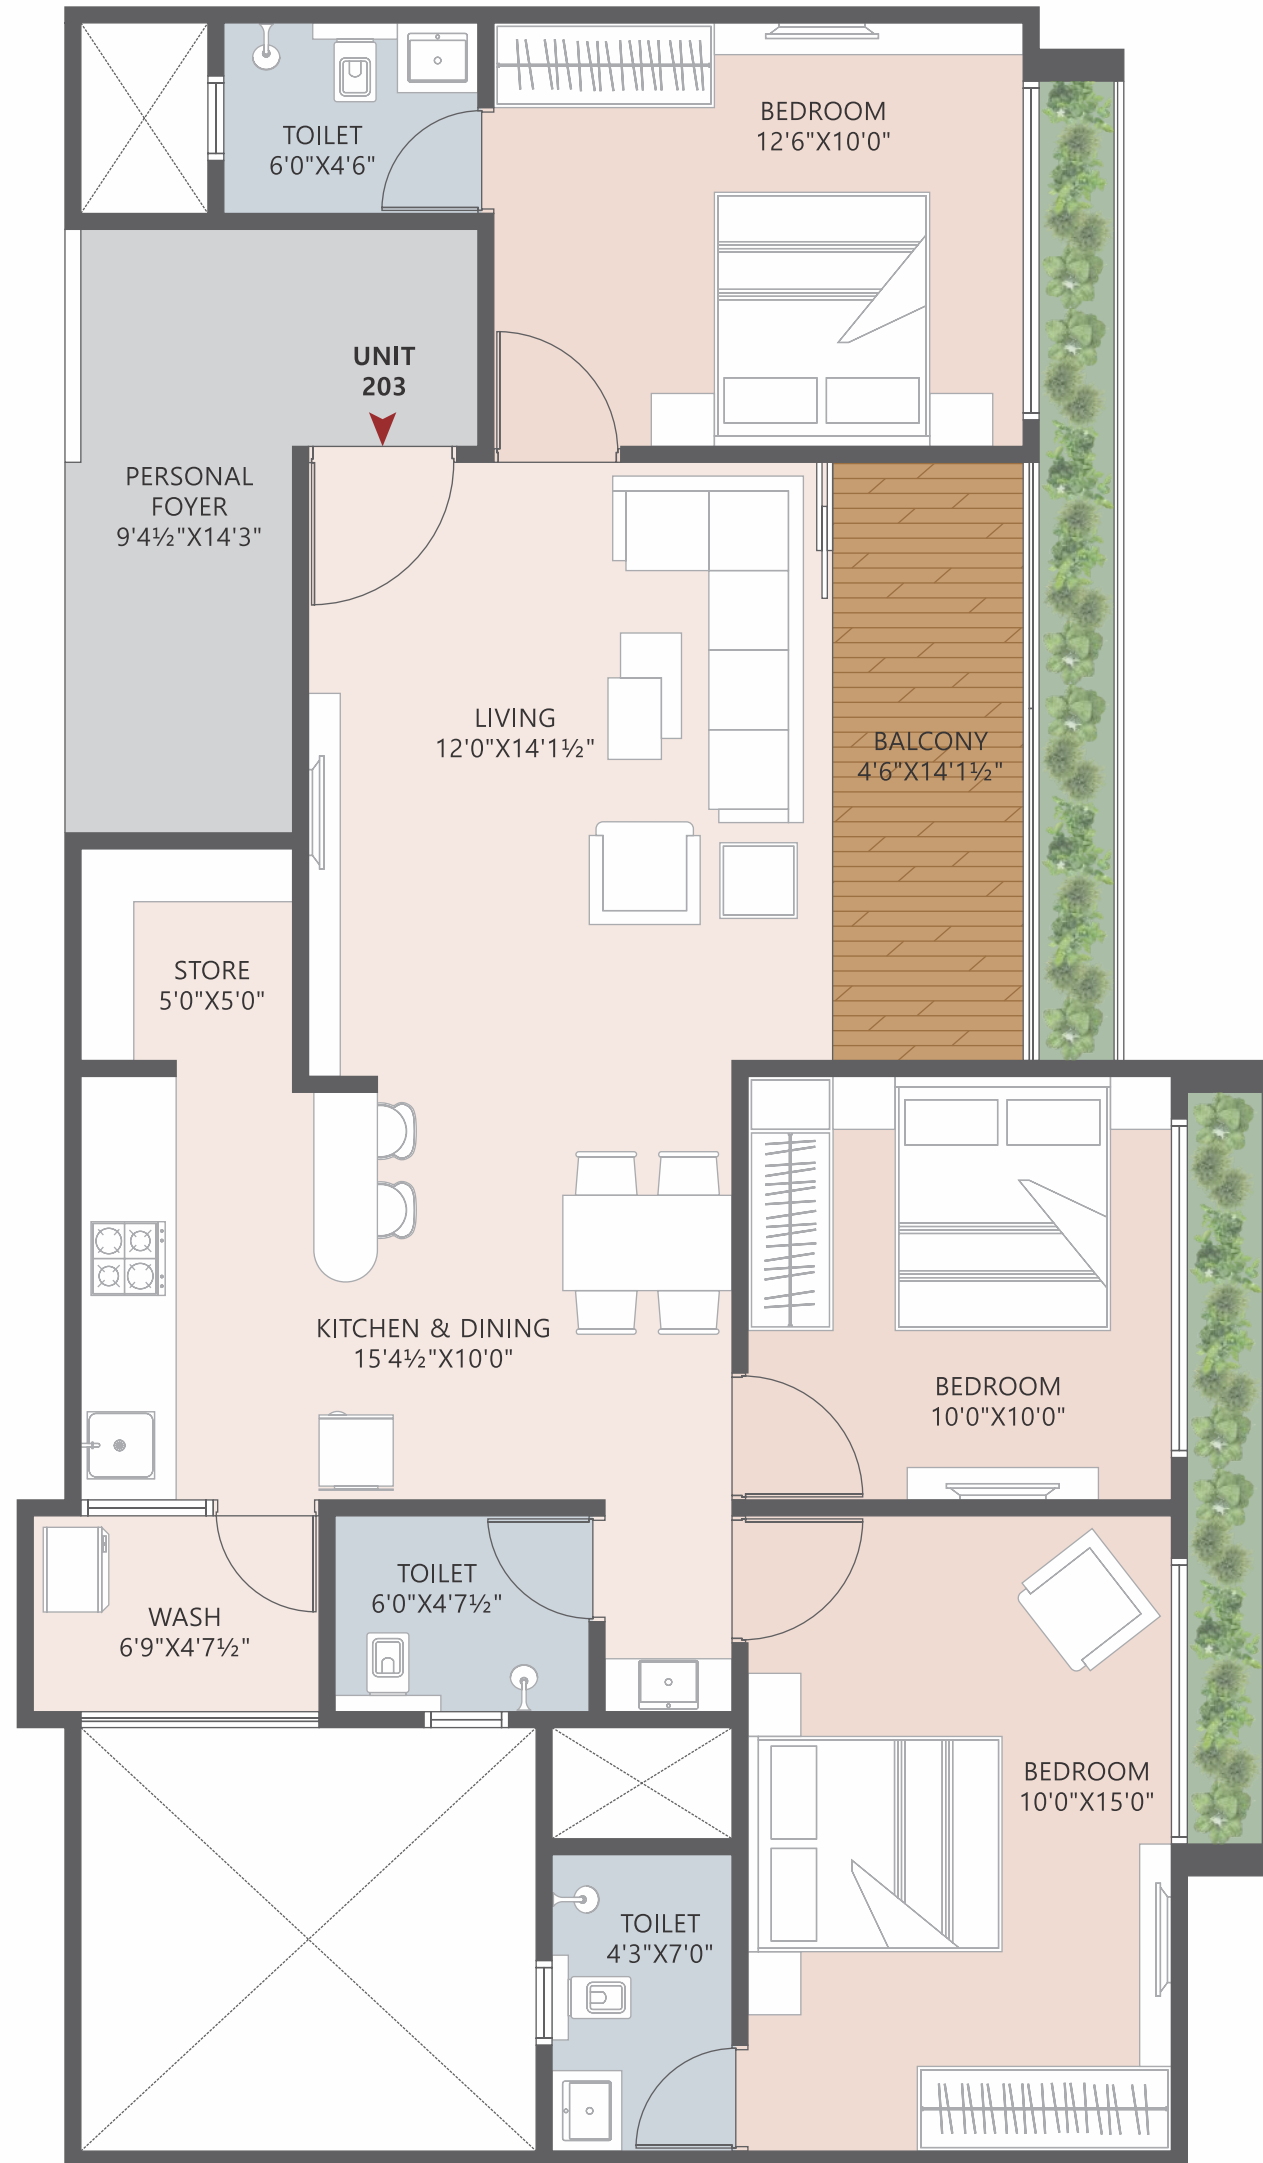 BEDROOM
12'6"X10'0"
TOILET
6'0"X4'6"
UNIT
203
PERSONAL
FOYER
9'4½"X14'3"
LIVING
12'0"X14'1½"
BALCONY
4'6"X14'1½"
STORE
5'0"X5'0"
KITCHEN & DINING
15'4½"X10'0"
BEDROOM
10'0"X10'0"
TOILET
6'0"X4'7½"
WASH
6'9"X4'7½"
BEDROOM
10'0"X15'0"
TOILET
4'3"X7'0"